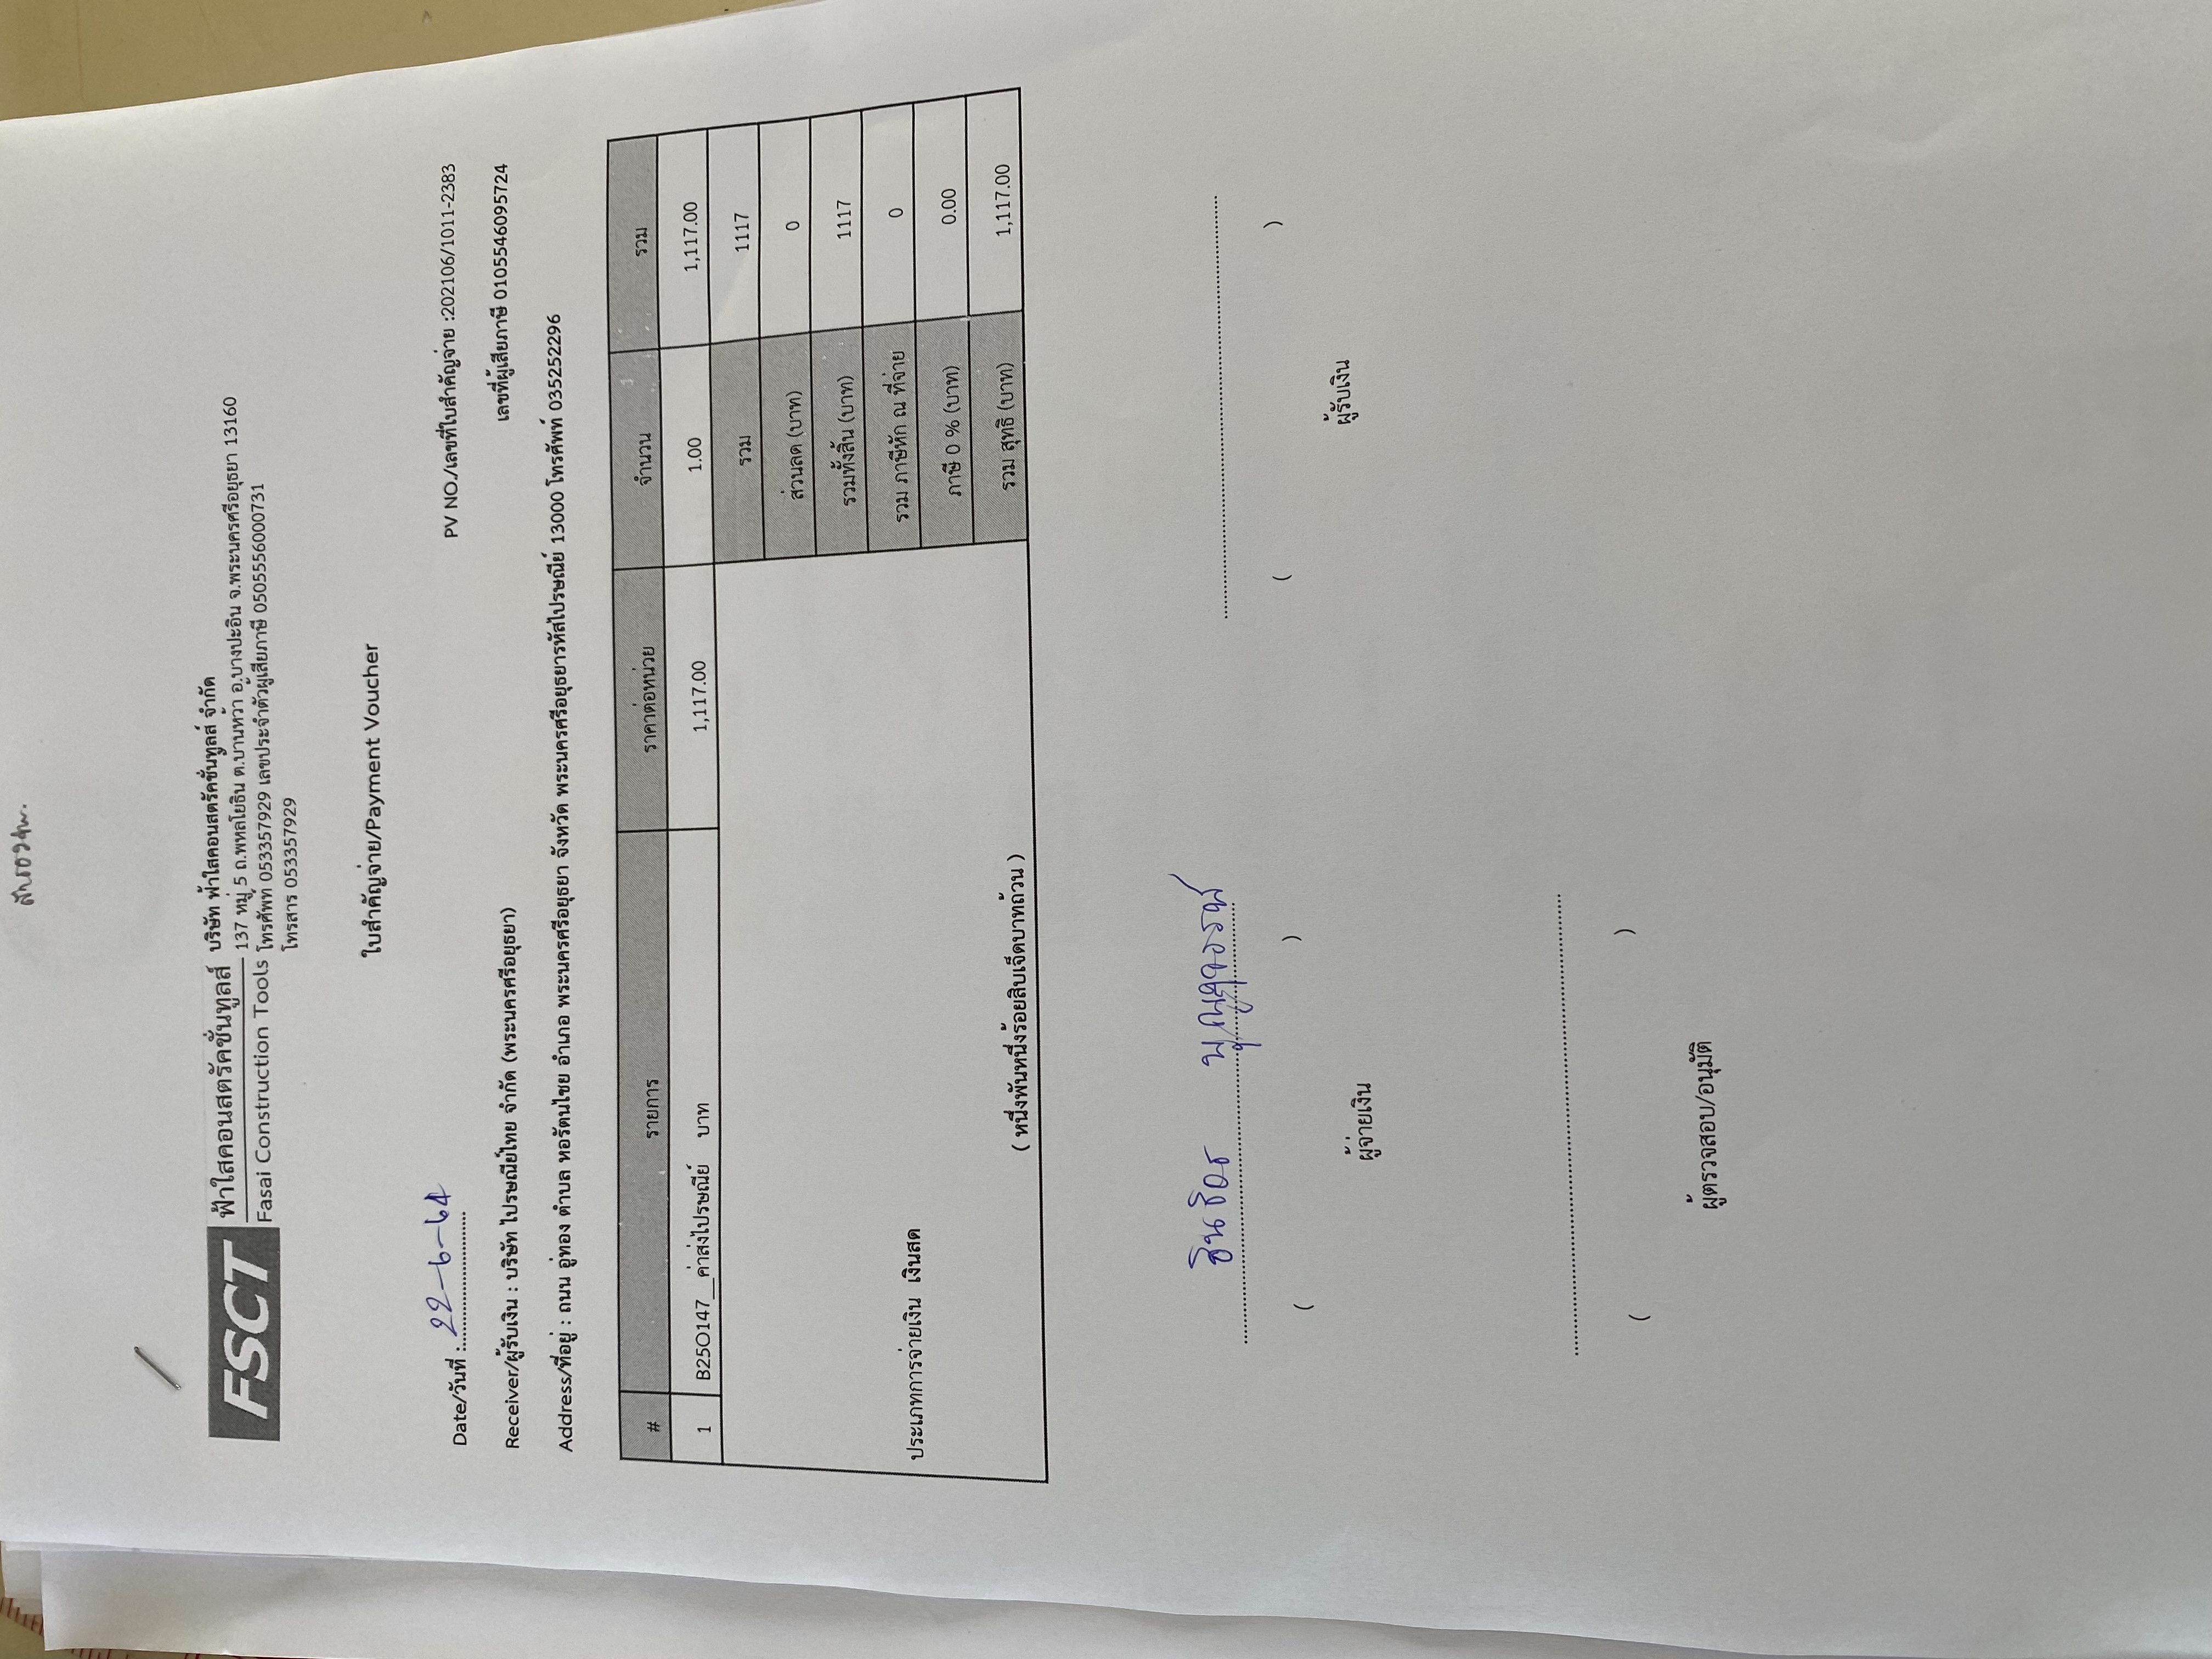 FSCT
ฟ้าใสคอนสตรัคชั่นทูลส์
Fasai Construction Tools
บริษัท ฟ้าใสคอนสตรัคชั่นทูลส์ จำกัด
137 หมู่ 5 ถ.พหลโยธิน ต.บ้านหว้า อ.บางปะอิน จ.พระนครศรีอยุธยา 13160
โทรศัพท์ 053357929 เลขประจำตัวผู้เสียภาษี 0505556000731
โทรสาร 053357929
ใบสำคัญจ่าย/Payment Voucher
Date/วันที่ : 22-6-64
PV NO./เลขที่ใบสำคัญจ่าย :202106/1011-2383
Receiver/ผู้รับเงิน : บริษัท ไปรษณีย์ไทย จำกัด (พระนครศรีอยุธยา)
เลขที่ผู้เสียภาษี 0105546095724
Address/ที่อยู่ : ถนน อู่ทอง ตำบล หอรัตนไชย อำเภอ พระนครศรีอยุธยา จังหวัด พระนครศรีอยุธยารหัสไปรษณีย์ 13000 โทรศัพท์ 035252296
# รายการ ราคาต่อหน่วย จำนวน รวม
1 B250147__ค่าส่งไปรษณีย์ บาท 1,117.00 1.00 1,117.00
รวม 1117
ส่วนลด (บาท) 0
รวมทั้งสิ้น (บาท) 1117
รวม ภาษีหัก ณ ที่จ่าย 0
ประเภทการจ่ายเงิน เงินสด
ภาษี 0 % (บาท) 0.00
( หนึ่งพันหนึ่งร้อยสิบเจ็ดบาทถ้วน )
รวม สุทธิ (บาท) 1,117.00
( )
( )
ผู้จ่ายเงิน
ผู้รับเงิน
( )
ผู้ตรวจสอบ/อนุมัติ